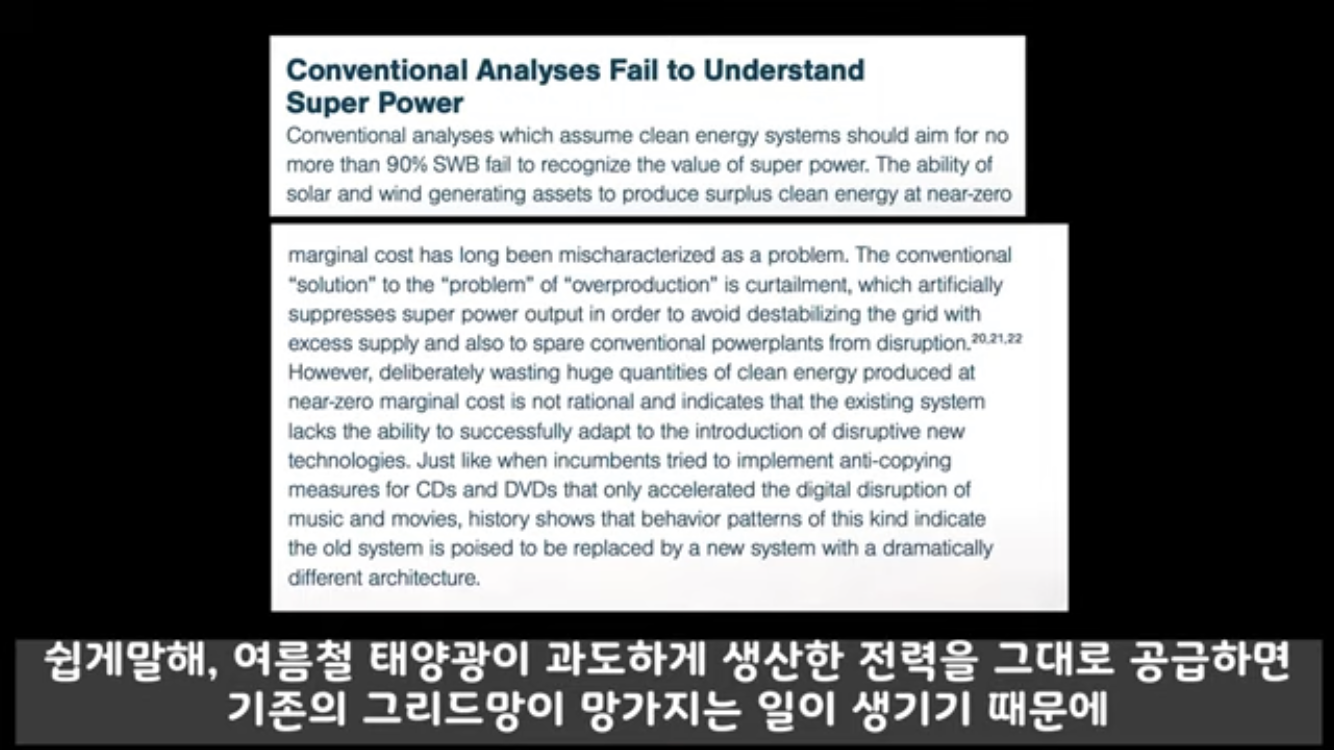 Conventional Analyses Fail to Understand
Super Power
Conventional analyses which assume clean energy systems should aim for no
more than 90% SWB fail to recognize the value of super power. The ability of
solar and wind generating assets to produce surplus clean energy at near-zero
marginal cost has long been mischaracterized as a problem. The conventional
“solution” to the “problem” of “overproduction” is curtailment, which artificially
suppresses super power output in order to avoid destabilizing the grid with
excess supply and also to spare conventional powerplants from disruption.20,21,22
However, deliberately wasting huge quantities of clean energy produced at
near-zero marginal cost is not rational and indicates that the existing system
lacks the ability to successfully adapt to the introduction of disruptive new
technologies. Just like when incumbents tried to implement anti-copying
measures for CDs and DVDs that only accelerated the digital disruption of
music and movies, history shows that behavior patterns of this kind indicate
the old system is poised to be replaced by a new system with a dramatically
different architecture.
쉽게말해, 여름철 태양광이 과도하게 생산한 전력을 그대로 공급하면
기존의 그리드망이 망가지는 일이 생기기 때문에